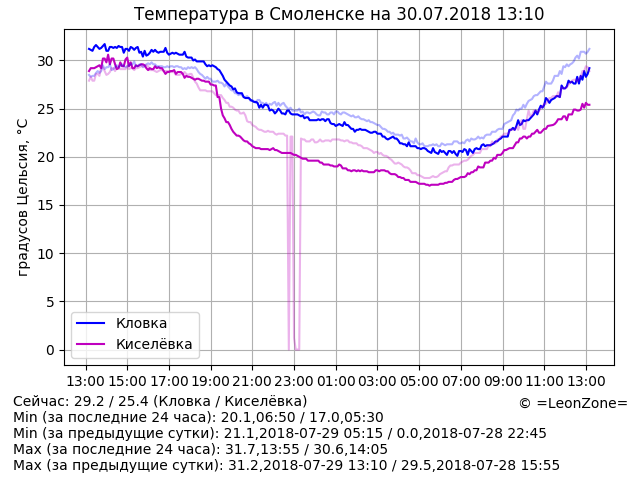 Температура в Смоленске на 30.07.2018 13:10
градусов Цельсия, °C
30
25
20
15
10
5
0
Кловка
Киселёвка
13:00 15:00 17:00 19:00 21:00 23:00 01:00 03:00 05:00 07:00 09:00 11:00 13:00
Сейчас: 29.2 / 25.4 (Кловка / Киселёвка)
© =LeonZone=
Min (за последние 24 часа): 20.1,06:50 / 17.0,05:30
Min (за предыдущие сутки): 21.1,2018-07-29 05:15 / 0.0,2018-07-28 22:45
Max (за последние 24 часа): 31.7,13:55 / 30.6,14:05
Max (за предыдущие сутки): 31.2,2018-07-29 13:10 / 29.5,2018-07-28 15:55